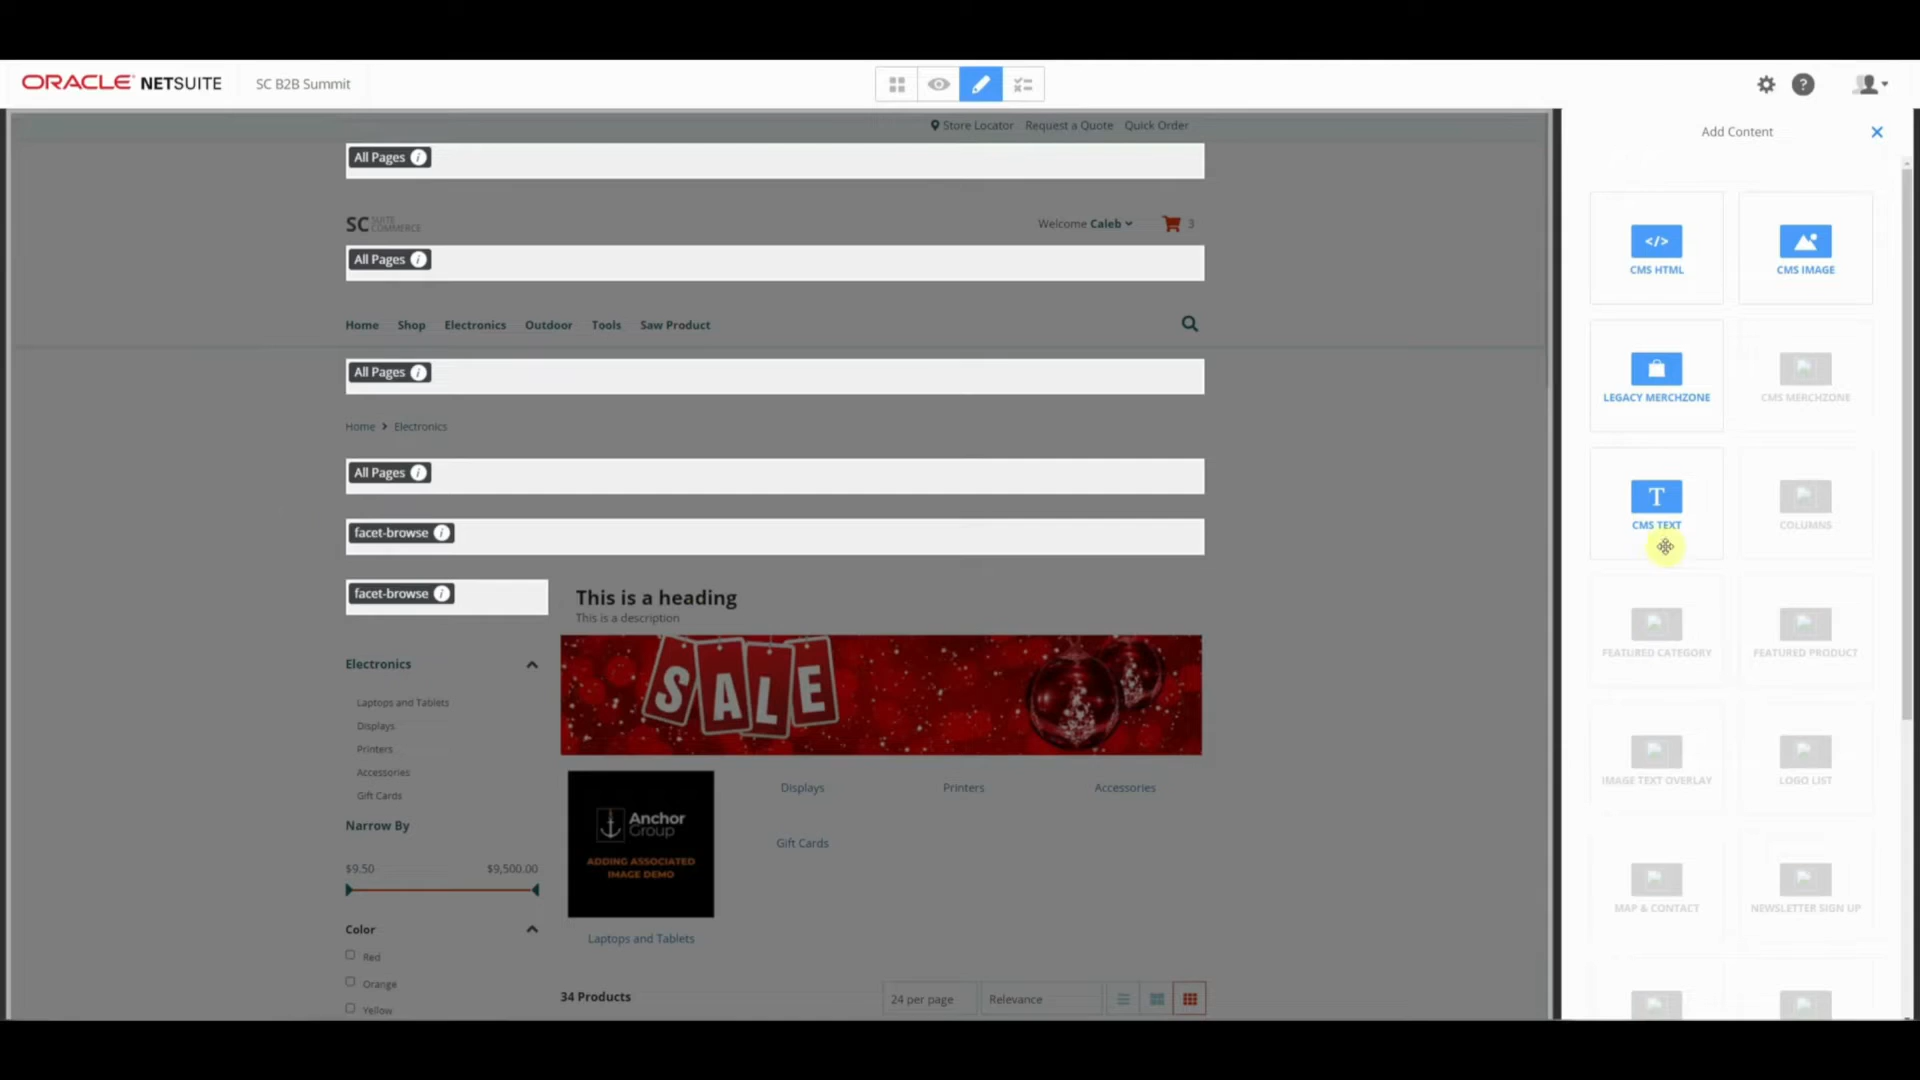 ORACLE NETSUITE
SC B2B Summit
Store Locator Request a Quote Quick Order
All Pages i
SC SUITE COMMERCE
Welcome Caleb
3
All Pages i
Home Shop Electronics Outdoor Tools Saw Product
All Pages i
Home > Electronics
All Pages i
facet-browse i
facet-browse i
This is a heading
This is a description
SALE
Electronics
Laptops and Tablets
Displays
Printers
Accessories
Gift Cards
Narrow By
$9.50 $9,500.00
Color
Red
Orange
Yellow
Anchor Group
ADDING ASSOCIATED
IMAGE DEMO
Laptops and Tablets
Displays
Printers
Accessories
Gift Cards
34 Products
24 per page
Relevance
?
Add Content
</>
CMS HTML
CMS IMAGE
LEGACY MERCHZONE
CMS MERCHZONE
T
CMS TEXT
COLUMNS
FEATURED CATEGORY
FEATURED PRODUCT
IMAGE TEXT OVERLAY
LOGO LIST
MAP & CONTACT
NEWSLETTER SIGN UP